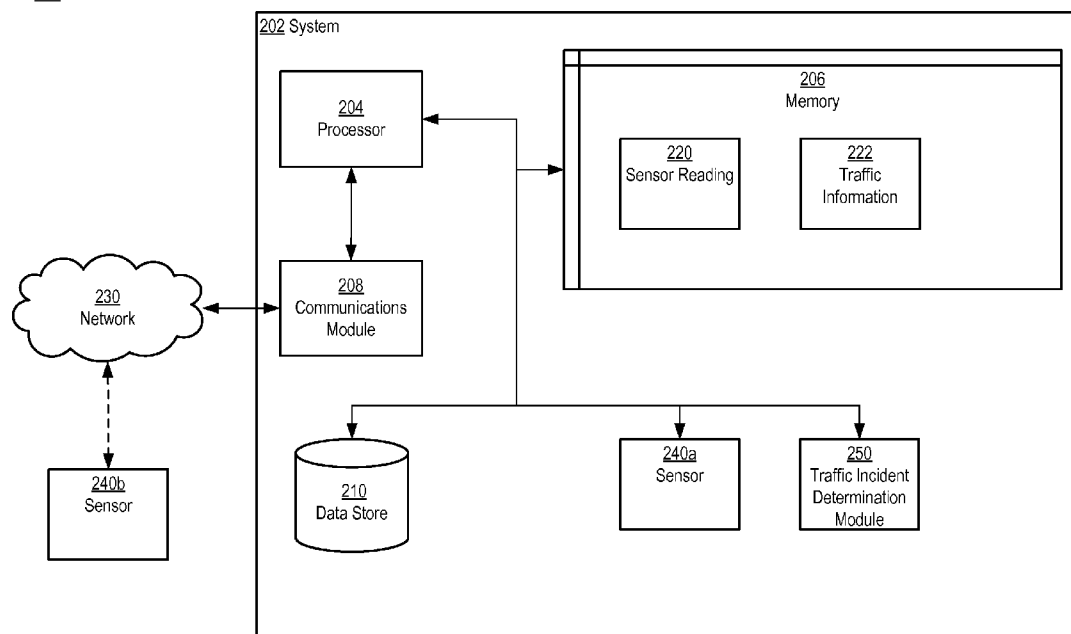 202 System
204
Processor
206
Memory
220
Sensor Reading
222
Traffic
Information
208
Communications
Module
230
Network
240b
Sensor
210
Data Store
240a
Sensor
250
Traffic Incident
Determination
Module